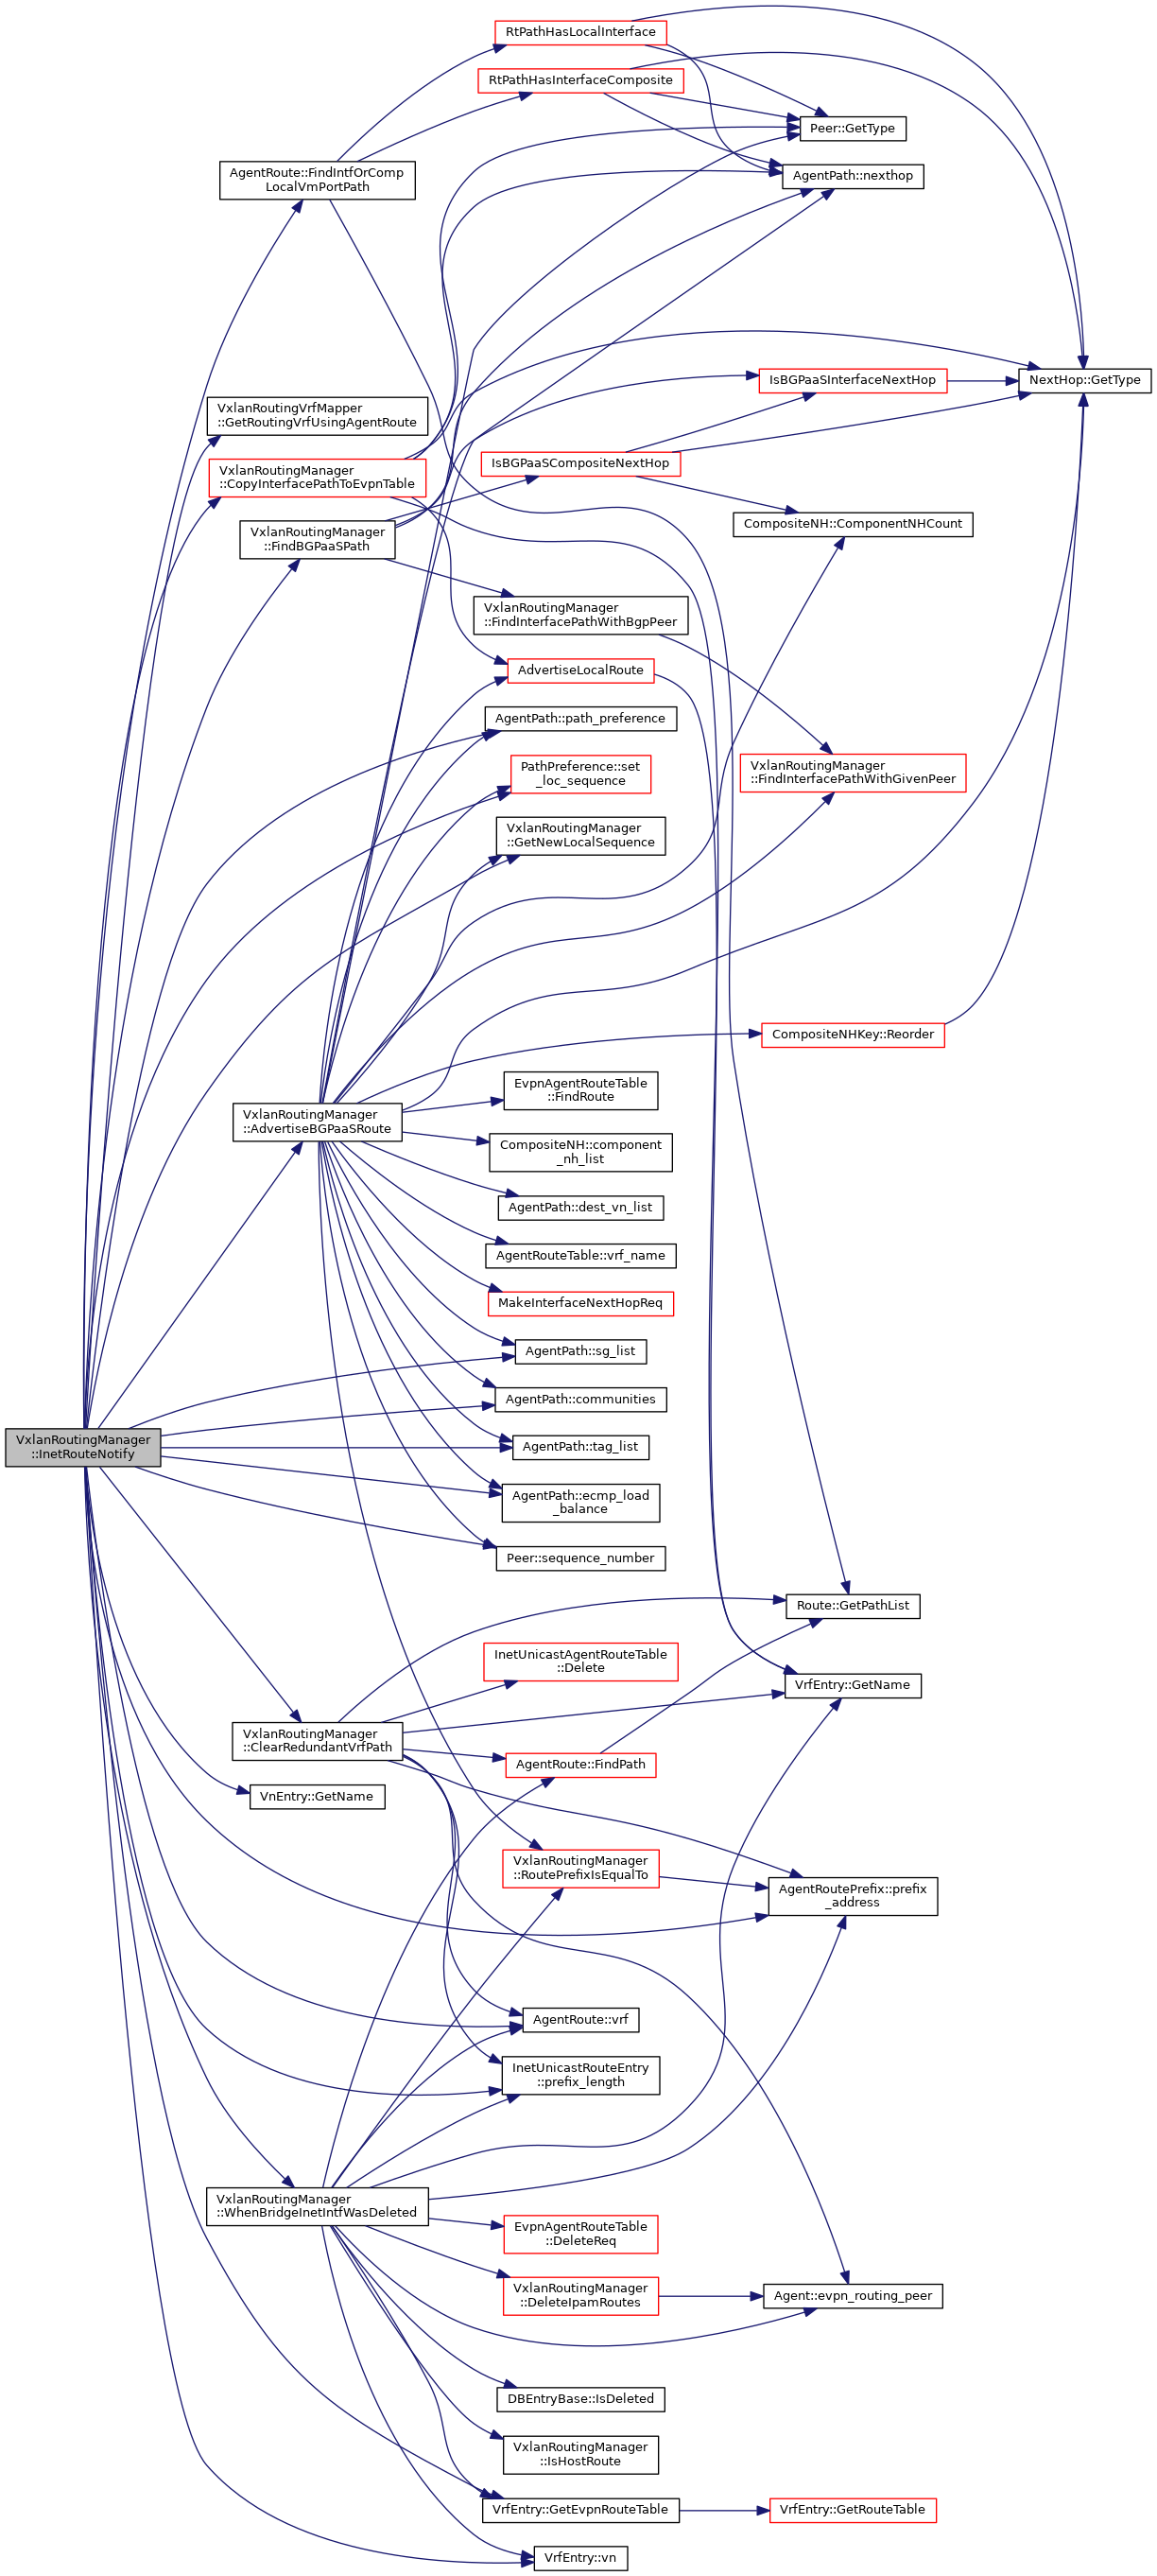 RtPathHasLocalInterface
RtPathHasInterfaceComposite
Peer::GetType
AgentRoute::FindIntfOrComp
LocalVmPortPath
AgentPath::nexthop
NextHop::GetType
IsBGPaaSInterfaceNextHop
VxlanRoutingVrfMapper
::GetRoutingVrfUsingAgentRoute
VxlanRoutingManager
::CopyInterfacePathToEvpnTable
IsBGPaaSCompositeNextHop
CompositeNH::ComponentNHCount
VxlanRoutingManager
::FindBGPaaSPath
VxlanRoutingManager
::FindInterfacePathWithBgpPeer
AdvertiseLocalRoute
AgentPath::path_preference
PathPreference::set
_loc_sequence
VxlanRoutingManager
::FindInterfacePathWithGivenPeer
VxlanRoutingManager
::GetNewLocalSequence
CompositeNHKey::Reorder
EvpnAgentRouteTable
::FindRoute
VxlanRoutingManager
::AdvertiseBGPaaSRoute
CompositeNH::component
_nh_list
AgentPath::dest_vn_list
AgentRouteTable::vrf_name
MakeInterfaceNextHopReq
AgentPath::sg_list
AgentPath::communities
VxlanRoutingManager
::InetRouteNotify
AgentPath::tag_list
AgentPath::ecmp_load
_balance
Peer::sequence_number
Route::GetPathList
InetUnicastAgentRouteTable
::Delete
VrfEntry::GetName
VxlanRoutingManager
::ClearRedundantVrfPath
AgentRoute::FindPath
VnEntry::GetName
VxlanRoutingManager
::RoutePrefixIsEqualTo
AgentRoutePrefix::prefix
_address
AgentRoute::vrf
InetUnicastRouteEntry
::prefix_length
VxlanRoutingManager
::WhenBridgeInetIntfWasDeleted
EvpnAgentRouteTable
::DeleteReq
VxlanRoutingManager
::DeleteIpamRoutes
Agent::evpn_routing_peer
DBEntryBase::IsDeleted
VxlanRoutingManager
::IsHostRoute
VrfEntry::GetEvpnRouteTable
VrfEntry::GetRouteTable
VrfEntry::vn